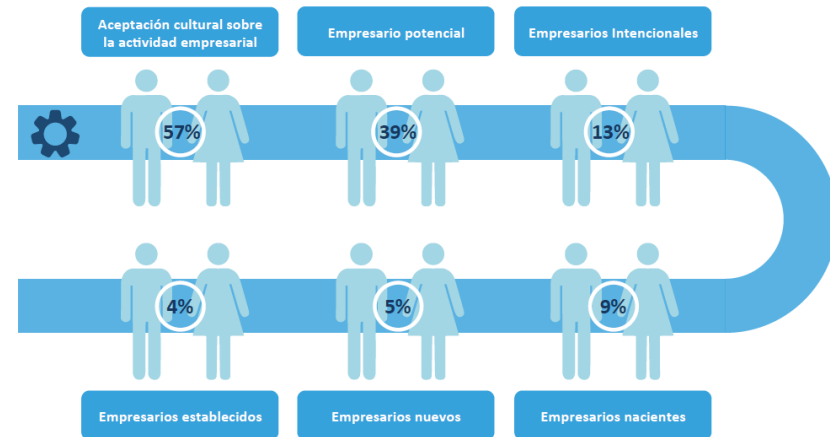 Aceptación cultural sobre
la actividad empresarial
Empresario potencial
Empresarios Intencionales
57%
39%
13%
4%
5%
9%
Empresarios establecidos
Empresarios nuevos
Empresarios nacientes